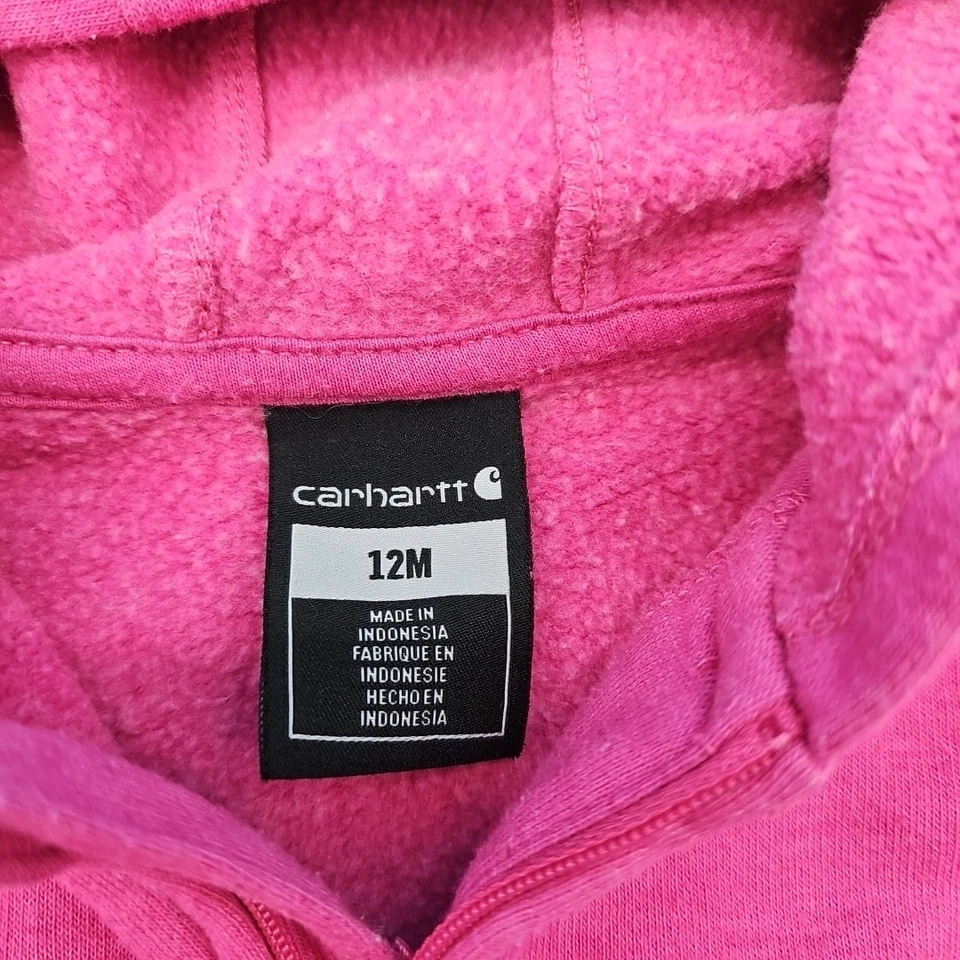 carhartt
12M
MADE IN
INDONESIA
FABRIQUE EN
INDONESIE
HECHO EN
INDONESIA